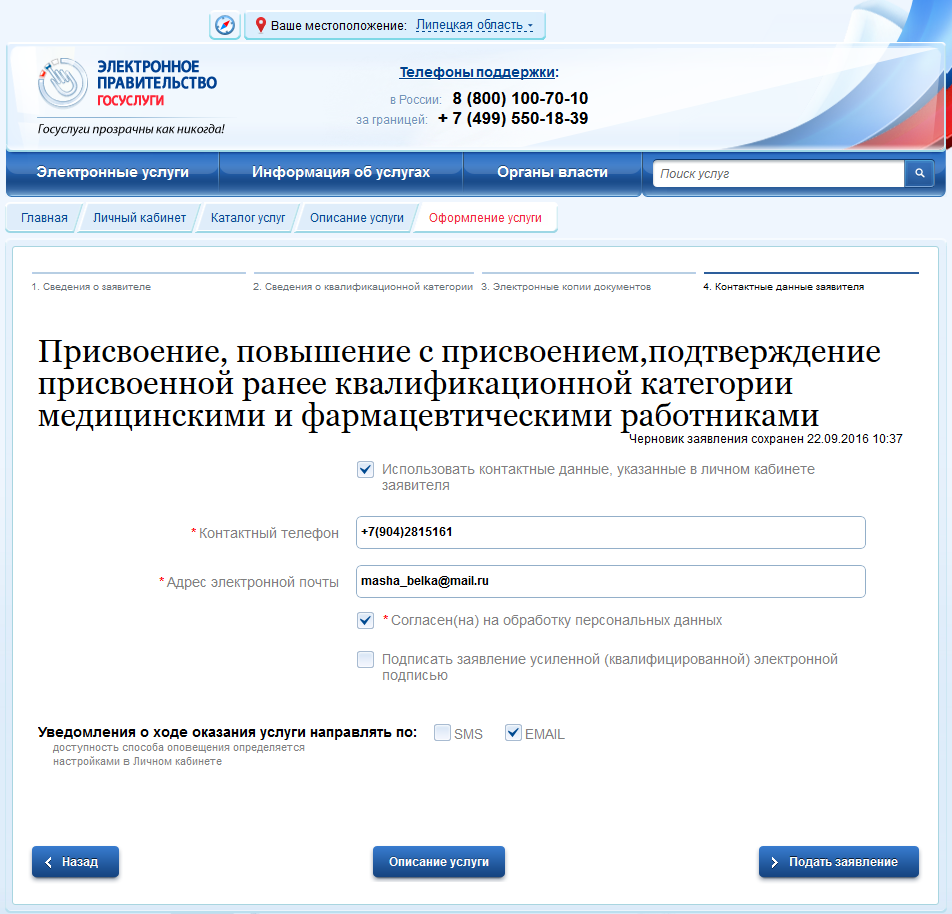 Ваше местоположение: Липецкая область
ЭЛЕКТРОННОЕ
ПРАВИТЕЛЬСТВО
ГОСУСЛУГИ
Госуслуги прозрачны как никогда!
Телефоны поддержки:
в России: 8 (800) 100-70-10
за границей: + 7 (499) 550-18-39
Электронные услуги Информация об услугах Органы власти Поиск услуг
Главная Личный кабинет Каталог услуг Описание услуги Оформление услуги
1. Сведения о заявителе 2. Сведения о квалификационной категории 3. Электронные копии документов 4. Контактные данные заявителя
Присвоение, повышение с присвоением,подтверждение
присвоенной ранее квалификационной категории
медицинскими и фармацевтическими работниками
Черновик заявления сохранен 22.09.2016 10:37
Использовать контактные данные, указанные в личном кабинете
заявителя
* Контактный телефон +7(904)2815161
* Адрес электронной почты masha_belka@mail.ru
* Согласен(на) на обработку персональных данных
Подписать заявление усиленной (квалифицированной) электронной
подписью
Уведомления о ходе оказания услуги направлять по: SMS EMAIL
доступность способа оповещения определяется
настройками в Личном кабинете
Назад Описание услуги Подать заявление